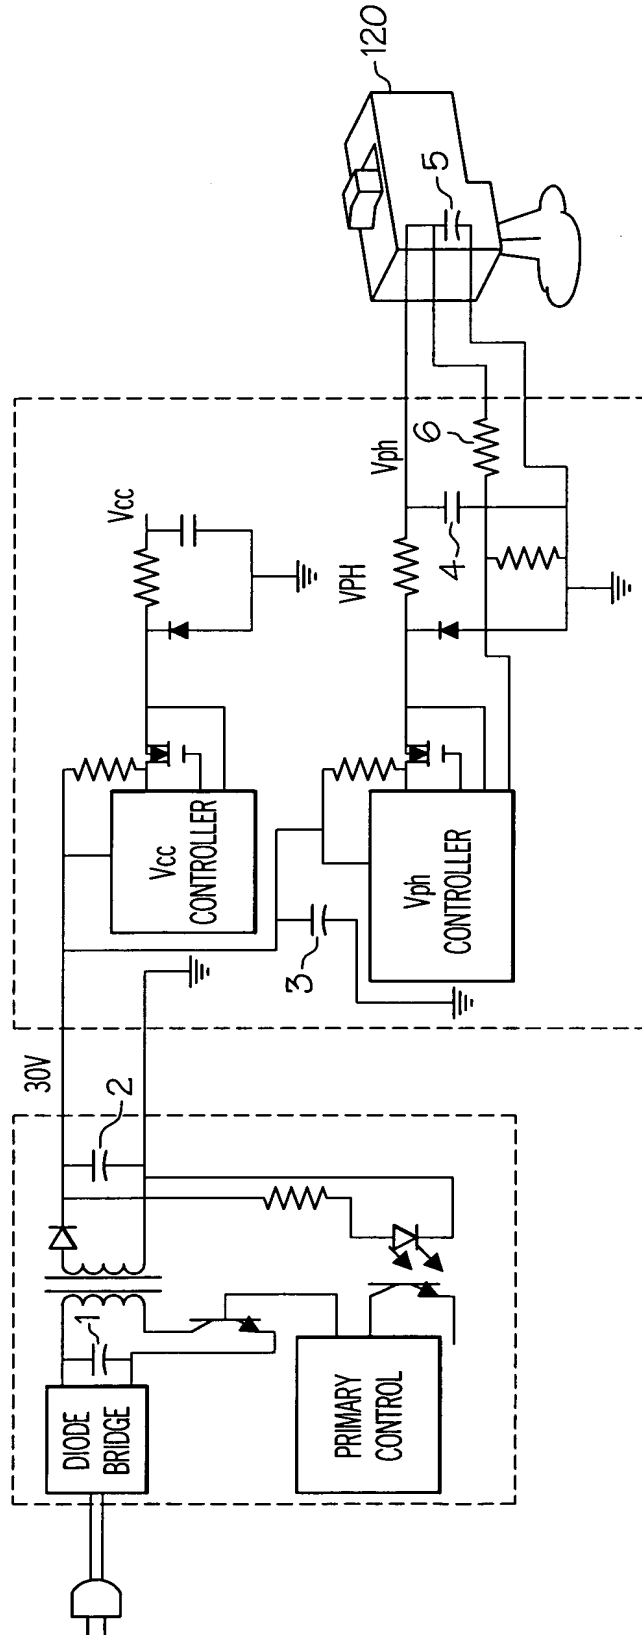 DIODE
BRIDGE
1
2
30V
PRIMARY
CONTROL
Vcc
CONTROLLER
Vcc
3
Vph
CONTROLLER
VPH
Vph
4
6
5
120